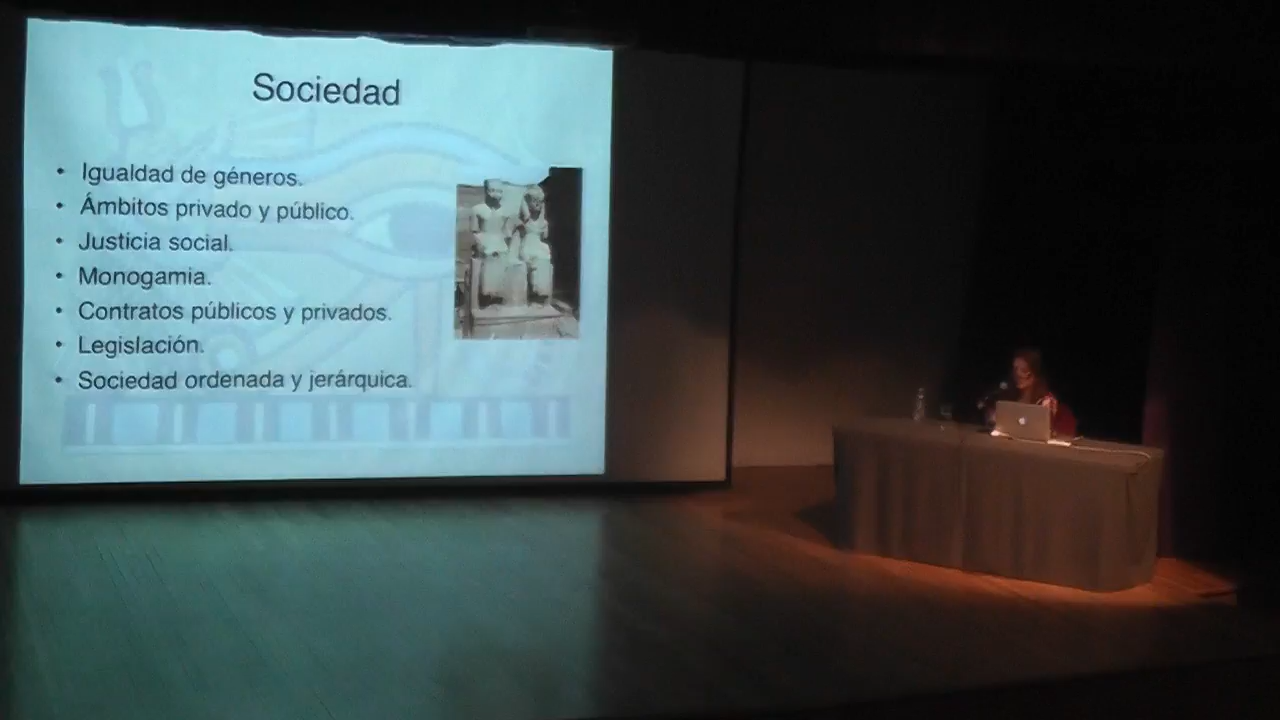 Sociedad
• Igualdad de géneros.
• Ámbitos privado y público.
• Justicia social.
• Monogamia.
• Contratos públicos y privados.
• Legislación.
• Sociedad ordenada y jerárquica.